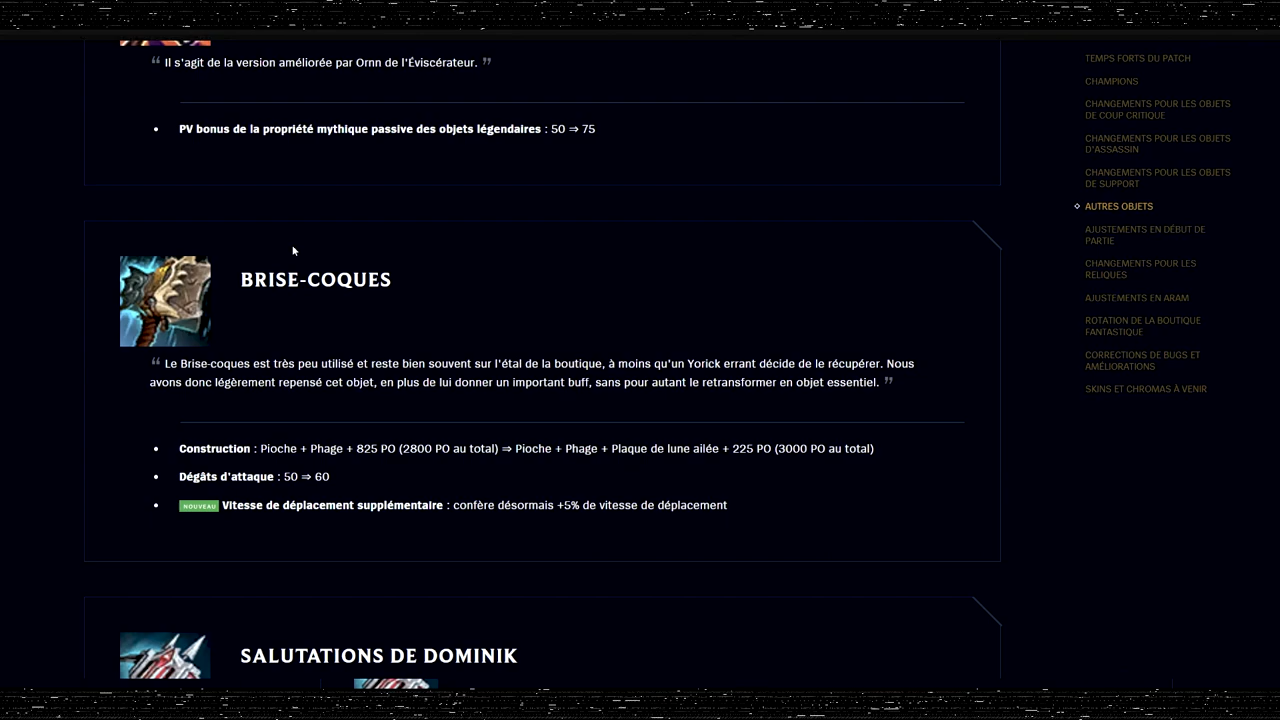 “ Il s'agit de la version améliorée par Ornn de l'Éviscérateur. ”
• PV bonus de la propriété mythique passive des objets légendaires : 50 ⇒ 75
BRISE-COQUES
“ Le Brise-coques est très peu utilisé et reste bien souvent sur l'étal de la boutique, à moins qu'un Yorick errant décide de le récupérer. Nous
avons donc légèrement repensé cet objet, en plus de lui donner un important buff, sans pour autant le retransformer en objet essentiel. ”
• Construction : Pioche + Phage + 825 PO (2800 PO au total) ⇒ Pioche + Phage + Plaque de lune ailée + 225 PO (3000 PO au total)
• Dégâts d'attaque : 50 ⇒ 60
• NOUVEAU Vitesse de déplacement supplémentaire : confère désormais +5% de vitesse de déplacement
SALUTATIONS DE DOMINIK
TEMPS FORTS DU PATCH
CHAMPIONS
CHANGEMENTS POUR LES OBJETS
DE COUP CRITIQUE
CHANGEMENTS POUR LES OBJETS
D'ASSASSIN
CHANGEMENTS POUR LES OBJETS
DE SUPPORT
AUTRES OBJETS
AJUSTEMENTS EN DÉBUT DE
PARTIE
CHANGEMENTS POUR LES
RELIQUES
AJUSTEMENTS EN ARAM
ROTATION DE LA BOUTIQUE
FANTASTIQUE
CORRECTIONS DE BUGS ET
AMÉLIORATIONS
SKINS ET CHROMAS À VENIR